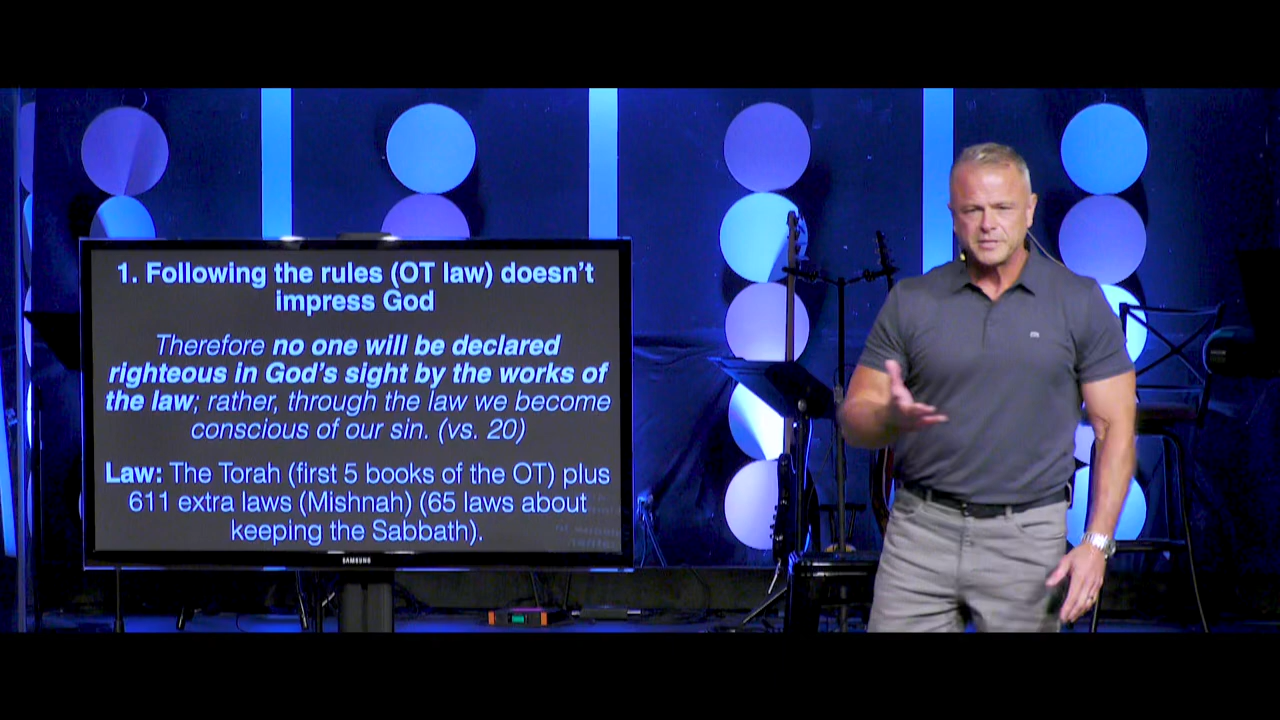 1. Following the rules (OT law) doesn’t
impress God
Therefore no one will be declared
righteous in God’s sight by the works of
the law; rather, through the law we become
conscious of our sin. (vs. 20)
Law: The Torah (first 5 books of the OT) plus
611 extra laws (Mishnah) (65 laws about
keeping the Sabbath).
SAMSUNG